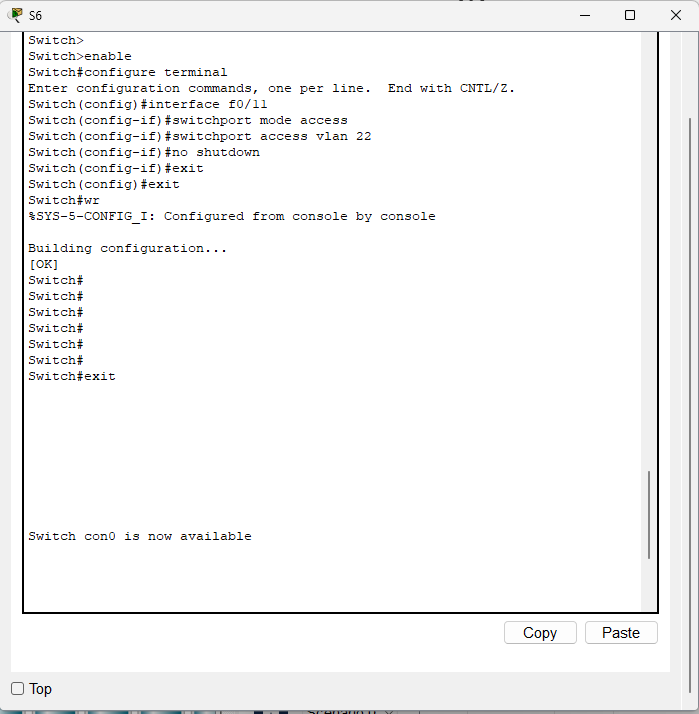 S6
Switch>
Switch>enable
Switch#configure terminal
Enter configuration commands, one per line.  End with CNTL/Z.
Switch(config)#interface f0/11
Switch(config-if)#switchport mode access
Switch(config-if)#switchport access vlan 22
Switch(config-if)#no shutdown
Switch(config-if)#exit
Switch(config)#exit
Switch#wr
%SYS-5-CONFIG_I: Configured from console by console
Building configuration...
[OK]
Switch#
Switch#
Switch#
Switch#
Switch#
Switch#
Switch#exit
Switch con0 is now available
Copy
Paste
Top